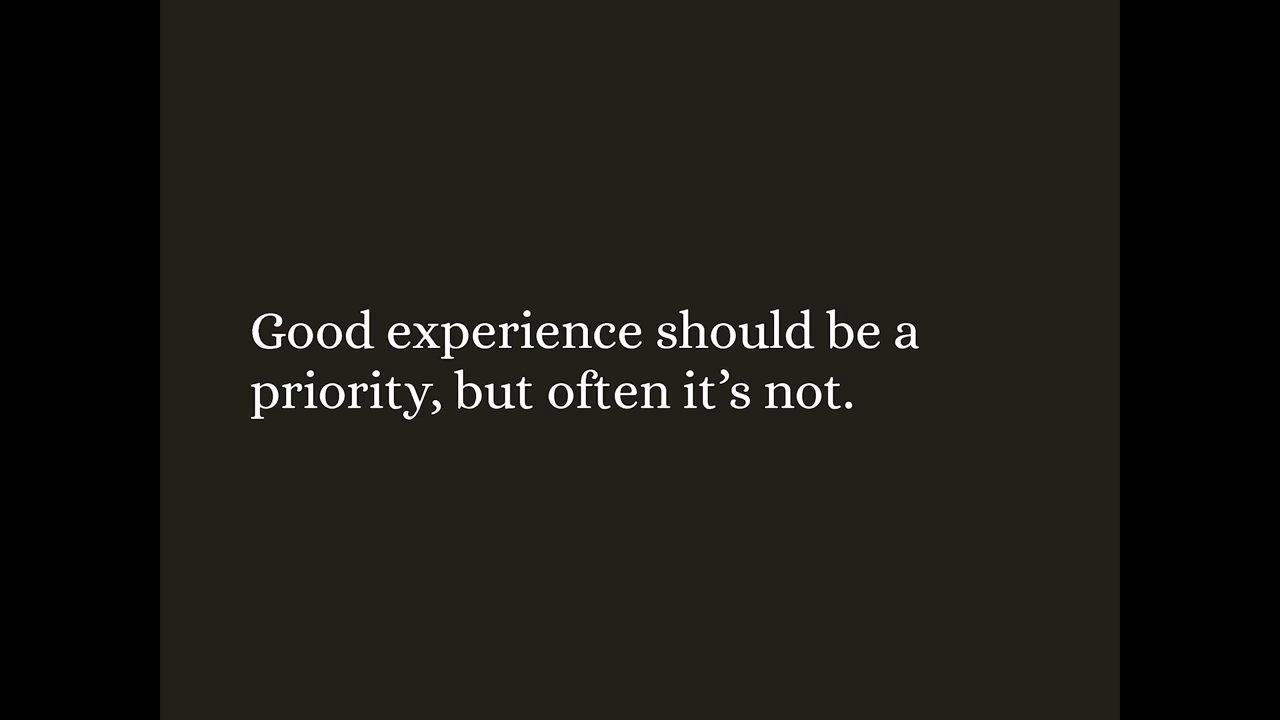 Good experience should be a
priority, but often it’s not.